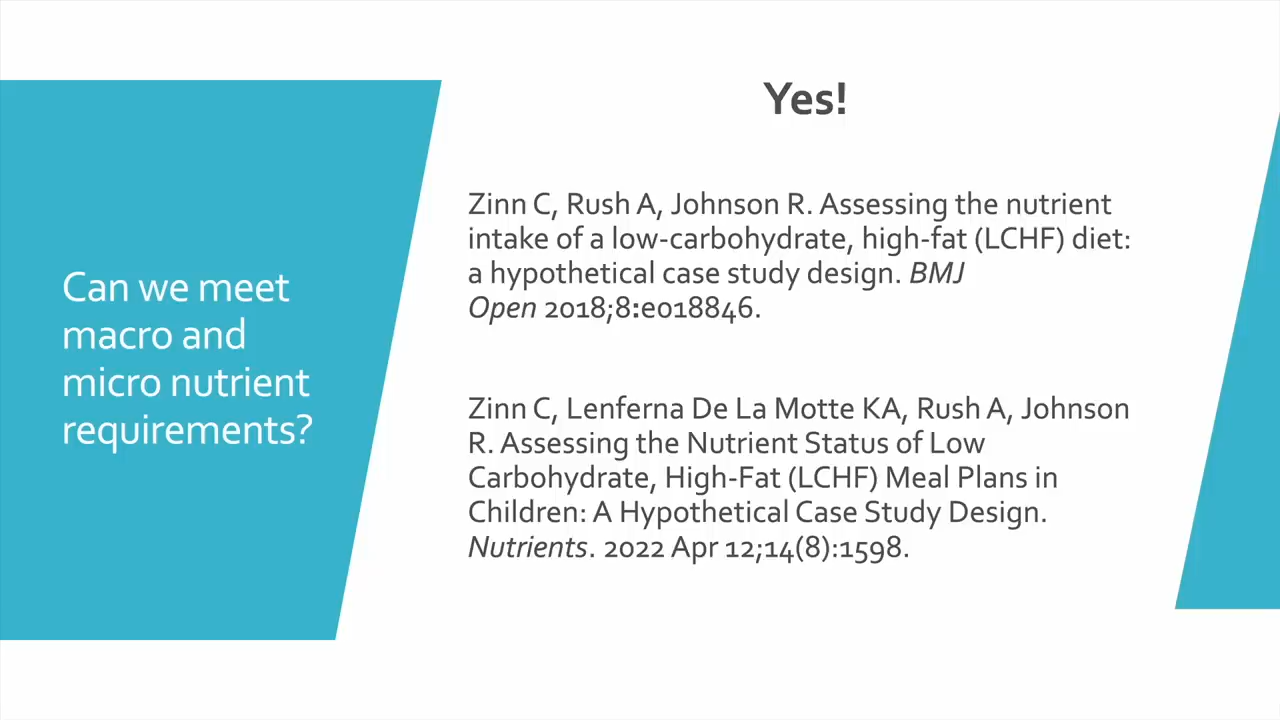 Can we meet
macro and
micro nutrient
requirements?
Yes!
Zinn C, Rush A, Johnson R. Assessing the nutrient
intake of a low-carbohydrate, high-fat (LCHF) diet:
a hypothetical case study design. BMJ
Open 2018;8:e018846.
Zinn C, Lenferna De La Motte KA, Rush A, Johnson
R. Assessing the Nutrient Status of Low
Carbohydrate, High-Fat (LCHF) Meal Plans in
Children: A Hypothetical Case Study Design.
Nutrients. 2022 Apr 12;14(8):1598.